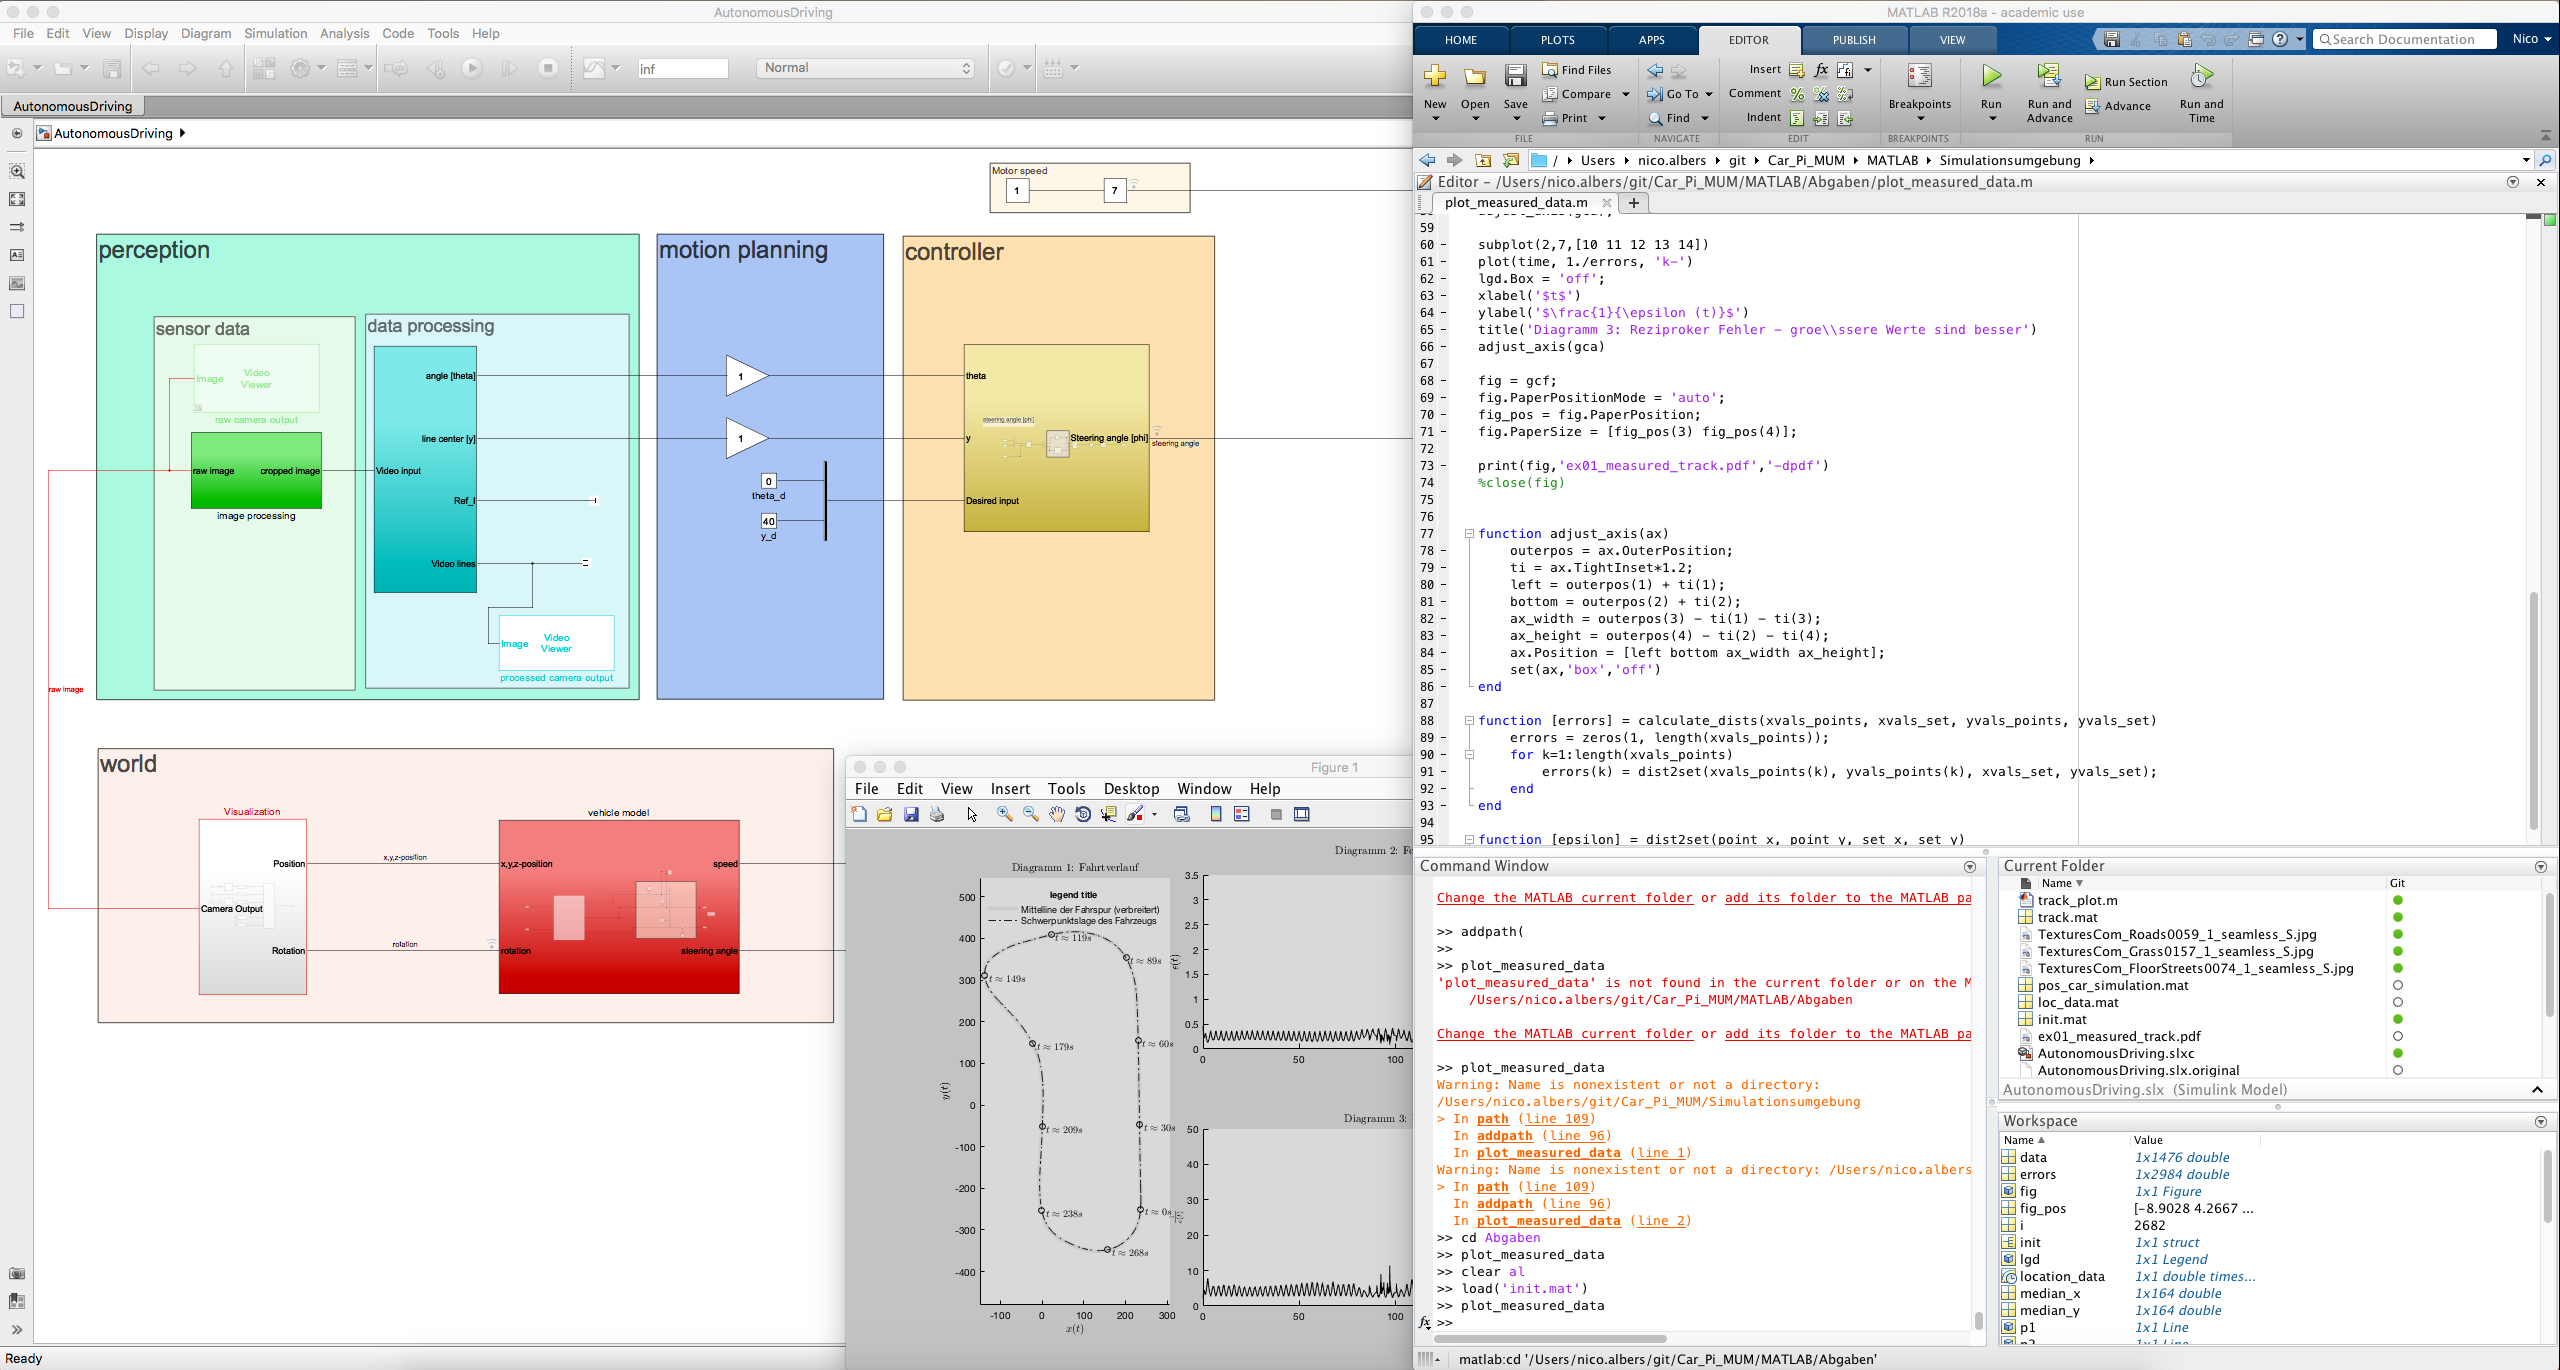 AutonomousDriving
File Edit View Display Diagram Simulation Analysis Code Tools Help
inf
Normal
AutonomousDriving
AutonomousDriving
Motor speed
1
7
perception
sensor data
Image
Video
Viewer
raw camera output
raw image
cropped image
image processing
data processing
angle [theta]
line center [y]
Video input
Ref_I
Video lines
Image
Video
Viewer
processed camera output
raw image
motion planning
1
1
0
theta_d
40
y_d
controller
theta
steering angle [phi]
y
Steering angle [phi]
steering angle
Desired input
world
Visualization
Position
Camera Output
Rotation
x,y,z-position
rotation
vehicle model
x,y,z-position
speed
rotation
steering angle
Ready
Figure 1
File Edit View Insert Tools Desktop Window Help
Diagramm 1: Fahrtverlauf
legend title
Mittelline der Fahrspur (verbreitert)
Schwerpunktslage des Fahrzeugs
500
400
300
200
100
0
-100
-200
-300
-400
y(t)
t ≈ 119s
t ≈ 89s
t ≈ 149s
t ≈ 179s
t ≈ 60s
t ≈ 209s
t ≈ 30s
t ≈ 238s
t ≈ 0s
t ≈ 268s
-100 0 100 200 300
x(t)
Diagramm 2: Fe
3.5
3
2.5
2
1.5
1
0.5
0
0 50 100
Diagramm 3:
50
40
30
20
10
0
0 50 100
MATLAB R2018a - academic use
HOME PLOTS APPS EDITOR PUBLISH VIEW
Search Documentation
Nico
New
Open
Save
Find Files
Compare
Print
FILE
Go To
Find
NAVIGATE
Insert
Comment
Indent
EDIT
Breakpoints
BREAKPOINTS
Run
Run and
Advance
Run Section
Advance
Run and
Time
RUN
/ Users nico.albers git Car_Pi_MUM MATLAB Simulationsumgebung
Editor - /Users/nico.albers/git/Car_Pi_MUM/MATLAB/Abgaben/plot_measured_data.m
plot_measured_data.m
59
60 - subplot(2,7,[10 11 12 13 14])
61 - plot(time, 1./errors, 'k-')
62 - lgd.Box = 'off';
63 - xlabel('$t$')
64 - ylabel('$\frac{1}{\epsilon (t)}$')
65 - title('Diagramm 3: Reziproker Fehler - groe\\ssere Werte sind besser')
66 - adjust_axis(gca)
67
68 - fig = gcf;
69 - fig.PaperPositionMode = 'auto';
70 - fig_pos = fig.PaperPosition;
71 - fig.PaperSize = [fig_pos(3) fig_pos(4)];
72
73 - print(fig,'ex01_measured_track.pdf','-dpdf')
74 - %close(fig)
75
76
77 - function adjust_axis(ax)
78 - outerpos = ax.OuterPosition;
79 - ti = ax.TightInset*1.2;
80 - left = outerpos(1) + ti(1);
81 - bottom = outerpos(2) + ti(2);
82 - ax_width = outerpos(3) - ti(1) - ti(3);
83 - ax_height = outerpos(4) - ti(2) - ti(4);
84 - ax.Position = [left bottom ax_width ax_height];
85 - set(ax,'box','off')
86 - end
87
88 - function [errors] = calculate_dists(xvals_points, xvals_set, yvals_points, yvals_set)
89 - errors = zeros(1, length(xvals_points));
90 - for k=1:length(xvals_points)
91 - errors(k) = dist2set(xvals_points(k), yvals_points(k), xvals_set, yvals_set);
92 - end
93 - end
94
95 - function [epsilon] = dist2set(point_x, point_y, set_x, set_y)
Command Window
Change the MATLAB current folder or add its folder to the MATLAB pa
>> addpath(
>>
>> plot_measured_data
'plot_measured_data' is not found in the current folder or on the M
/Users/nico.albers/git/Car_Pi_MUM/MATLAB/Abgaben
Change the MATLAB current folder or add its folder to the MATLAB pa
>> plot_measured_data
Warning: Name is nonexistent or not a directory:
/Users/nico.albers/git/Car_Pi_MUM/Simulationsumgebung
> In path (line 109)
In addpath (line 96)
In plot_measured_data (line 1)
Warning: Name is nonexistent or not a directory: /Users/nico.albers
> In path (line 109)
In addpath (line 96)
In plot_measured_data (line 2)
>> cd Abgaben
>> plot_measured_data
>> clear al
>> load('init.mat')
>> plot_measured_data
fx >>
Current Folder
Name Git
track_plot.m
track.mat
TexturesCom_Roads0059_1_seamless_S.jpg
TexturesCom_Grass0157_1_seamless_S.jpg
TexturesCom_FloorStreets0074_1_seamless_S.jpg
pos_car_simulation.mat
loc_data.mat
init.mat
ex01_measured_track.pdf
AutonomousDriving.slxc
AutonomousDriving.slx.original
AutonomousDriving.slx (Simulink Model)
Workspace
Name Value
data 1x1476 double
errors 1x2984 double
fig 1x1 Figure
fig_pos [-8.9028 4.2667 ...
i 2682
init 1x1 struct
lgd 1x1 Legend
location_data 1x1 double times...
median_x 1x164 double
median_y 1x164 double
p1 1x1 Line
matlab:cd '/Users/nico.albers/git/Car_Pi_MUM/MATLAB/Abgaben'